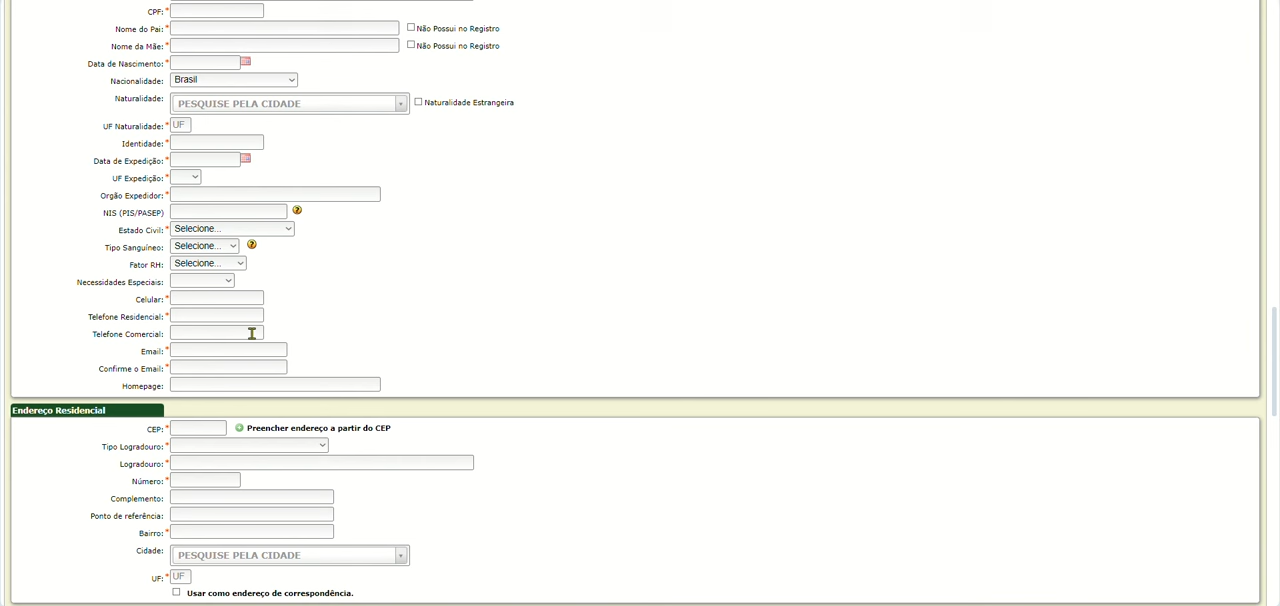 CPF:*
Nome do Pai:* Não Possui no Registro
Nome da Mãe:* Não Possui no Registro
Data de Nascimento:*
Nacionalidade: Brasil
Naturalidade: PESQUISE PELA CIDADE Naturalidade Estrangeira
UF Naturalidade:* UF
Identidade:*
Data de Expedição:*
UF Expedição:*
Orgão Expedidor:*
NIS (PIS/PASEP) ?
Estado Civil:* Selecione...
Tipo Sanguíneo: Selecione... ?
Fator RH: Selecione...
Necessidades Especiais:
Celular:*
Telefone Residencial:*
Telefone Comercial:
Email:*
Confirme o Email:*
Homepage:
Endereço Residencial
CEP:* Preencher endereço a partir do CEP
Tipo Logradouro:*
Logradouro:*
Número:*
Complemento:
Ponto de referência:
Bairro:*
Cidade: PESQUISE PELA CIDADE
UF:* UF
Usar como endereço de correspondência.